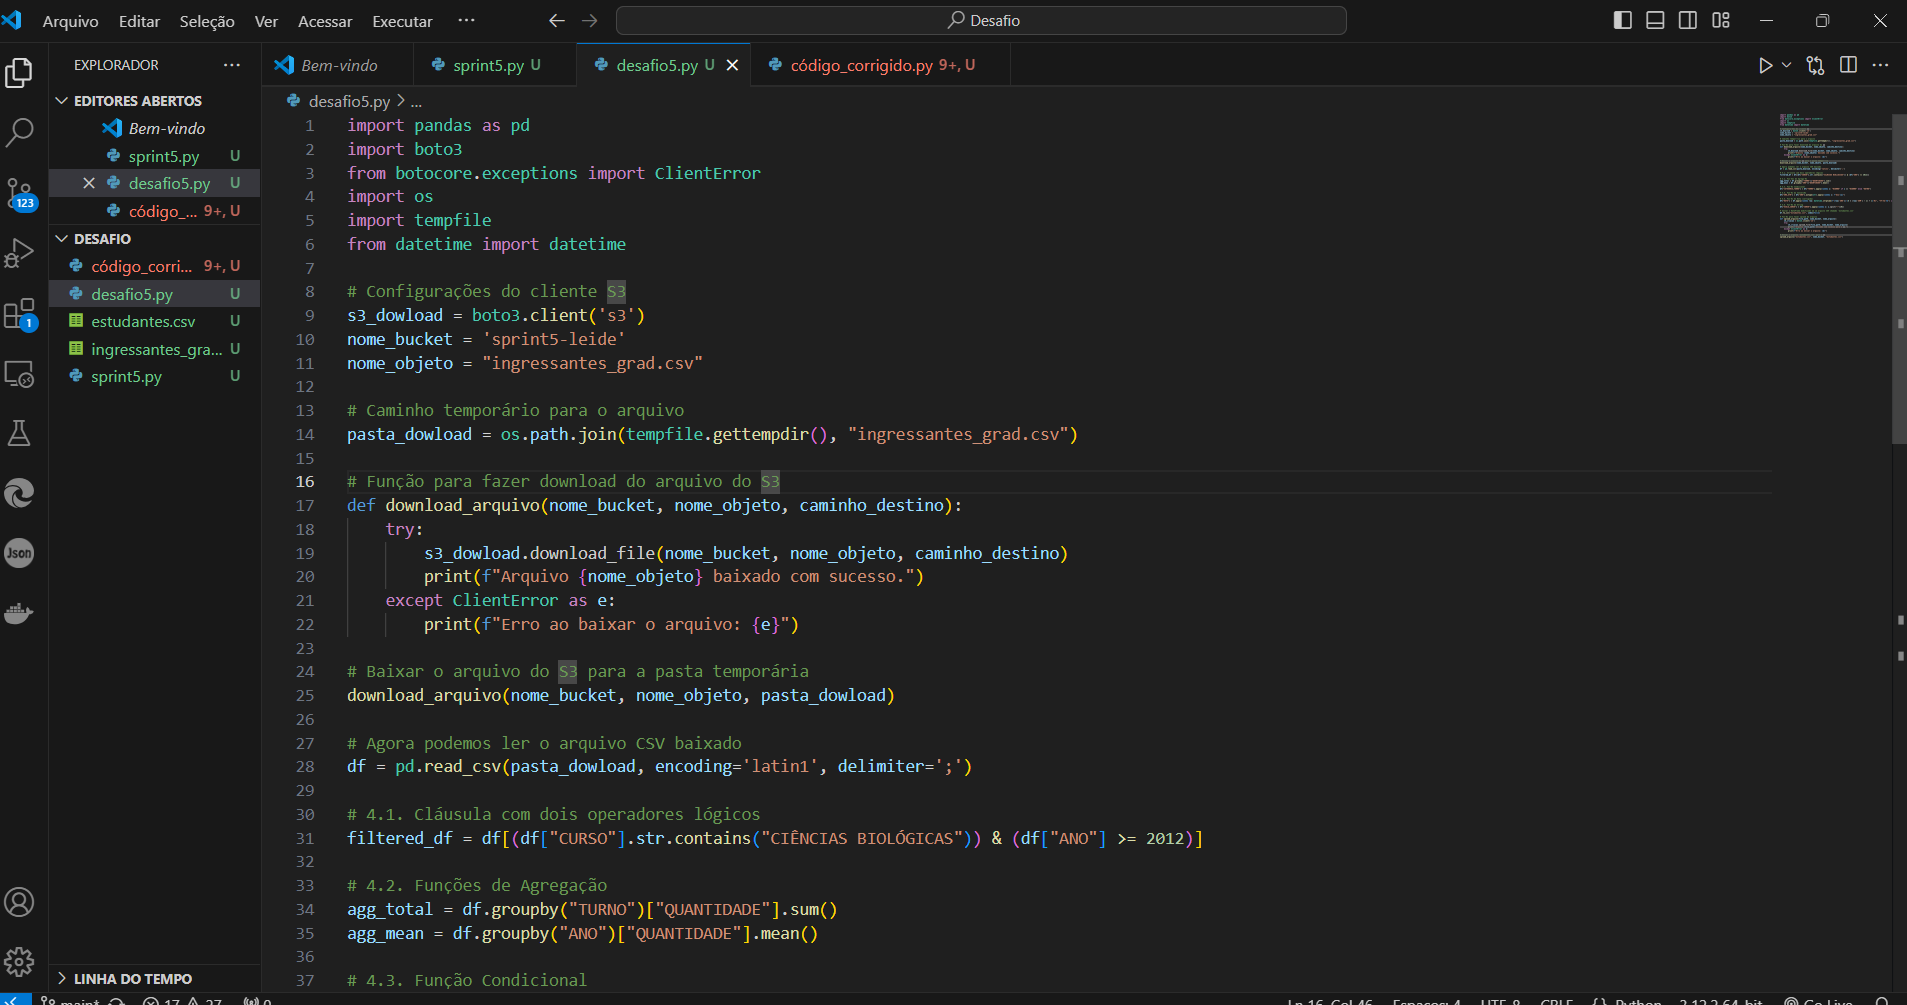 Arquivo Editar Seleção Ver Acessar Executar ··· Desafio
EXPLORADOR ···
EDITORES ABERTOS
Bem-vindo
sprint5.py U
desafio5.py U
código_... 9+, U
DESAFIO
código_corri... 9+, U
desafio5.py U
estudantes.csv U
ingressantes_gra... U
sprint5.py U
LINHA DO TEMPO
123
1
Json
Bem-vindo sprint5.py U desafio5.py U código_corrigido.py 9+, U
desafio5.py > ...
1 import pandas as pd
2 import boto3
3 from botocore.exceptions import ClientError
4 import os
5 import tempfile
6 from datetime import datetime
7
8 # Configurações do cliente S3
9 s3_dowload = boto3.client('s3')
10 nome_bucket = 'sprint5-leide'
11 nome_objeto = "ingressantes_grad.csv"
12
13 # Caminho temporário para o arquivo
14 pasta_dowload = os.path.join(tempfile.gettempdir(), "ingressantes_grad.csv")
15
16 # Função para fazer download do arquivo do S3
17 def download_arquivo(nome_bucket, nome_objeto, caminho_destino):
18 try:
19 s3_dowload.download_file(nome_bucket, nome_objeto, caminho_destino)
20 print(f"Arquivo {nome_objeto} baixado com sucesso.")
21 except ClientError as e:
22 print(f"Erro ao baixar o arquivo: {e}")
23
24 # Baixar o arquivo do S3 para a pasta temporária
25 download_arquivo(nome_bucket, nome_objeto, pasta_dowload)
26
27 # Agora podemos ler o arquivo CSV baixado
28 df = pd.read_csv(pasta_dowload, encoding='latin1', delimiter=';')
29
30 # 4.1. Cláusula com dois operadores lógicos
31 filtered_df = df[(df["CURSO"].str.contains("CIÊNCIAS BIOLÓGICAS")) & (df["ANO"] >= 2012)]
32
33 # 4.2. Funções de Agregação
34 agg_total = df.groupby("TURNO")["QUANTIDADE"].sum()
35 agg_mean = df.groupby("ANO")["QUANTIDADE"].mean()
36
37 # 4.3. Função Condicional
main* 17 27 0 Ln 16, Col 46 Espaços: 4 UTF-8 CRLF {} Python 3.12.2 64-bit Go Live